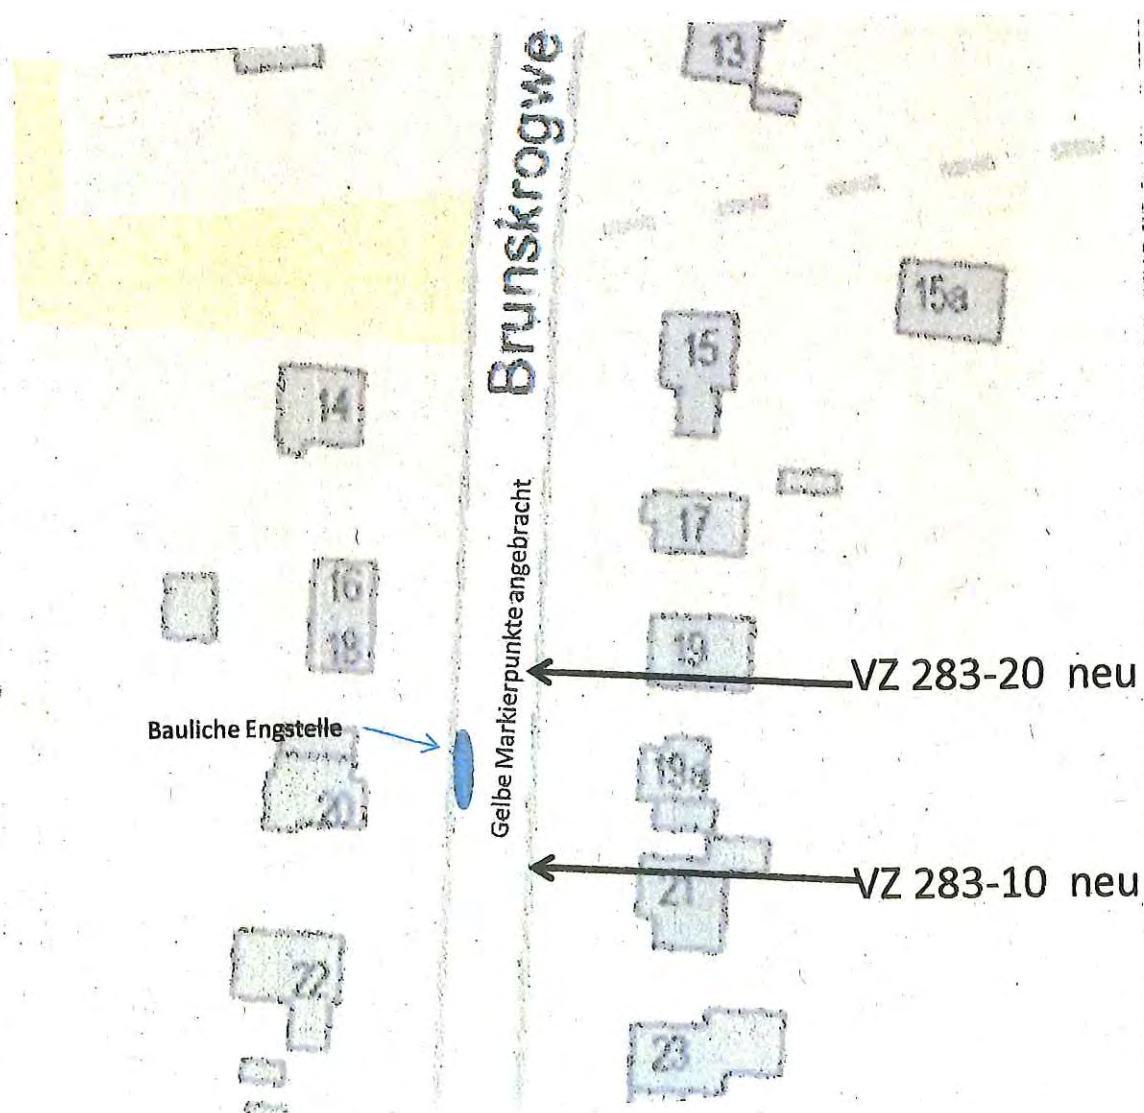 13
Brunskrogwe
15a
15
14
17
16
18
19
VZ 283-20 neu
Gelbe Markierpunkte angebracht
Bauliche Engstelle
19a
20
VZ 283-10 neu
21
22
23